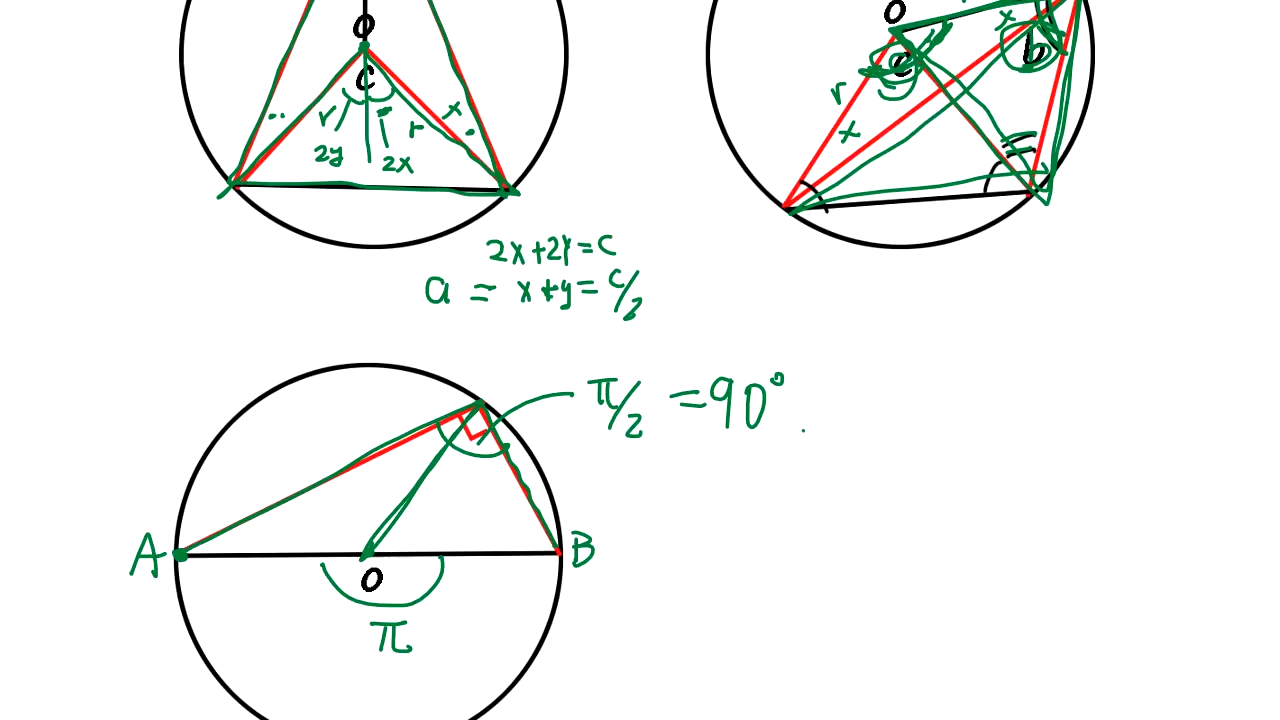 O
C
r
r
x
2y
2x
2x+2y=c
a = x+y= c/2
O
x
b
c
r
x
π/2 =90°.
A
B
O
π